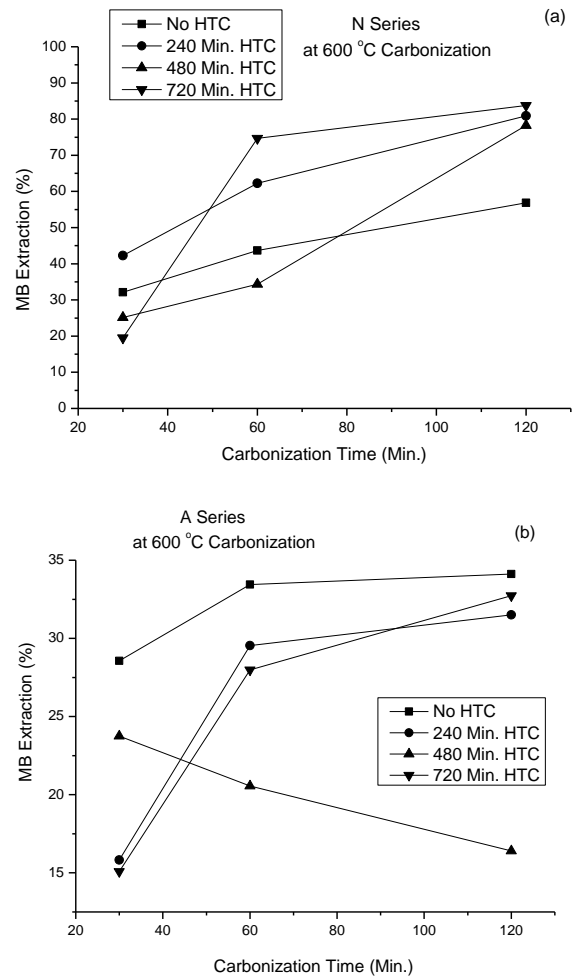 (a)
No HTC
240 Min. HTC
480 Min. HTC
720 Min. HTC
N Series
at 600 °C Carbonization
100
90
80
70
60
50
40
30
20
10
0
MB Extraction (%)
20 40 60 80 100 120
Carbonization Time (Min.)
A Series
at 600 °C Carbonization
(b)
35
30
25
20
15
MB Extraction (%)
No HTC
240 Min. HTC
480 Min. HTC
720 Min. HTC
20 40 60 80 100 120
Carbonization Time (Min.)